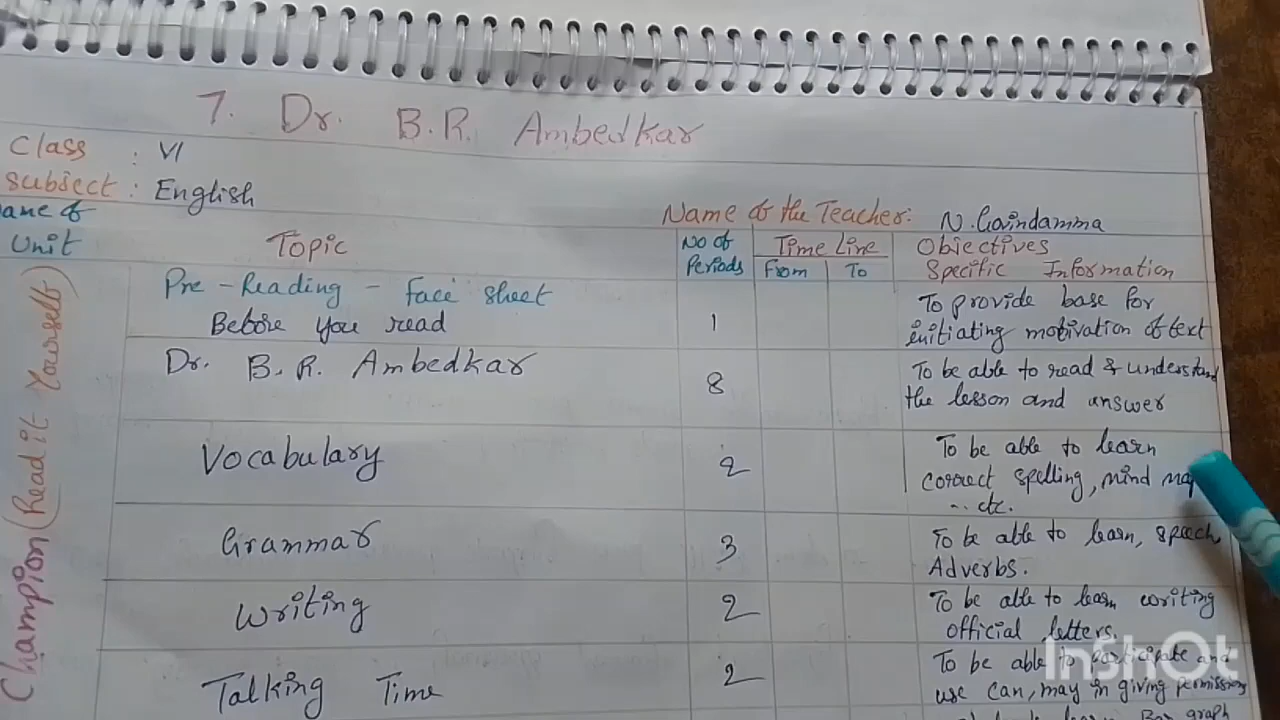 7. Dr. B.R. Ambedkar
Class : VI
Subject : English
Name of the Teacher: N. Govindamma
ame of
Unit
Topic
No of
Periods
Time Line
From To
Objectives
Specific Information
Champion (Read it Yourself)
Pre - Reading - Face sheet
Before you read
1
To provide base for
initiating motivation of text
Dr. B. R. Ambedkar
8
To be able to read & understand
the lesson and answer
Vocabulary
2
To be able to learn
correct spelling, mind map
... etc.
Grammar
3
To be able to learn, speech
Adverbs.
Writing
2
To be able to learn writing
official letters.
Talking Time
2
To be able to participate and
use can, may in giving permission
Bar graph
InShOt